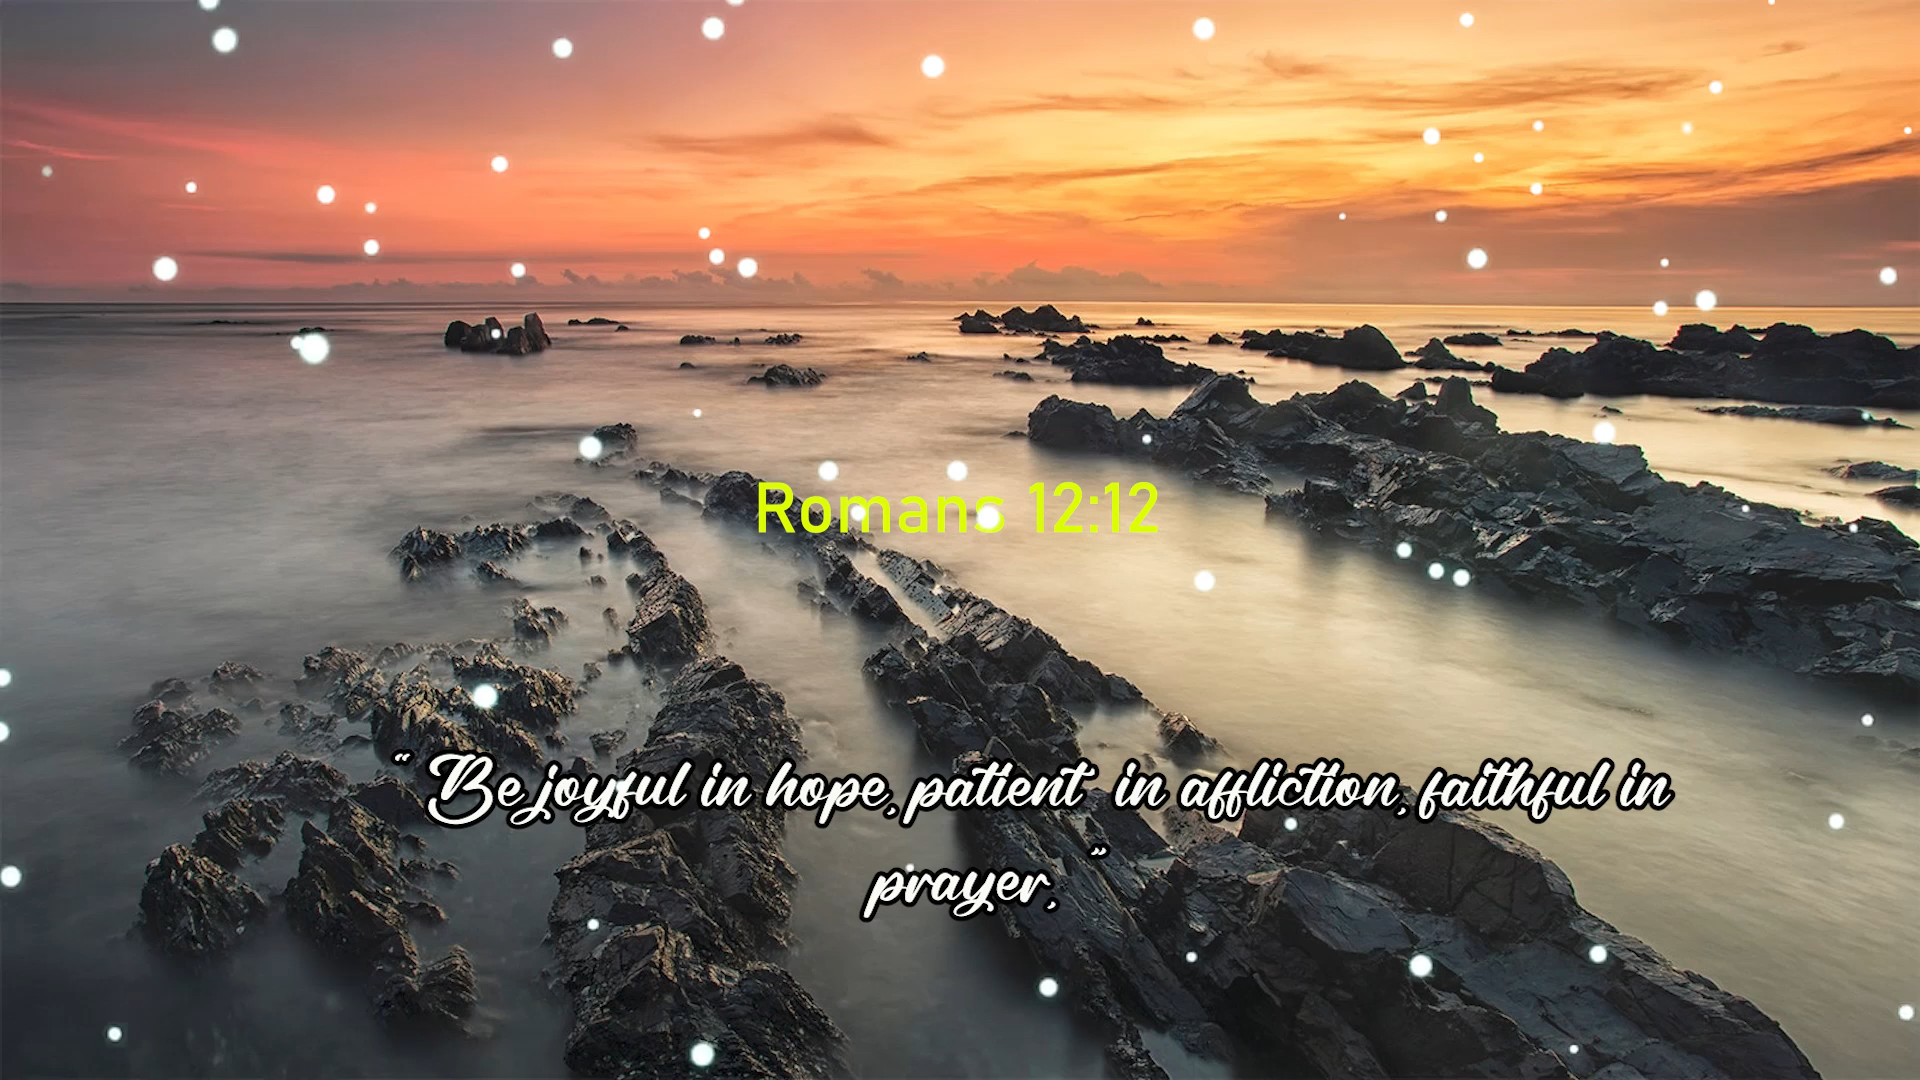 Romans 12:12
“ Be joyful in hope, patient in affliction, faithful in
prayer, ”